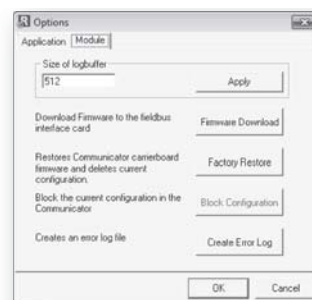 Options
Application Module
Size of logbuffer
512
Apply
Download Firmware to the fieldbus
interface card
Firmware Download
Restores Communicator carrierboard
firmware and deletes current
configuration.
Factory Restore
Block the current configuration in the
Communicator
Block Configuration
Creates an error log file
Create Error Log
OK Cancel